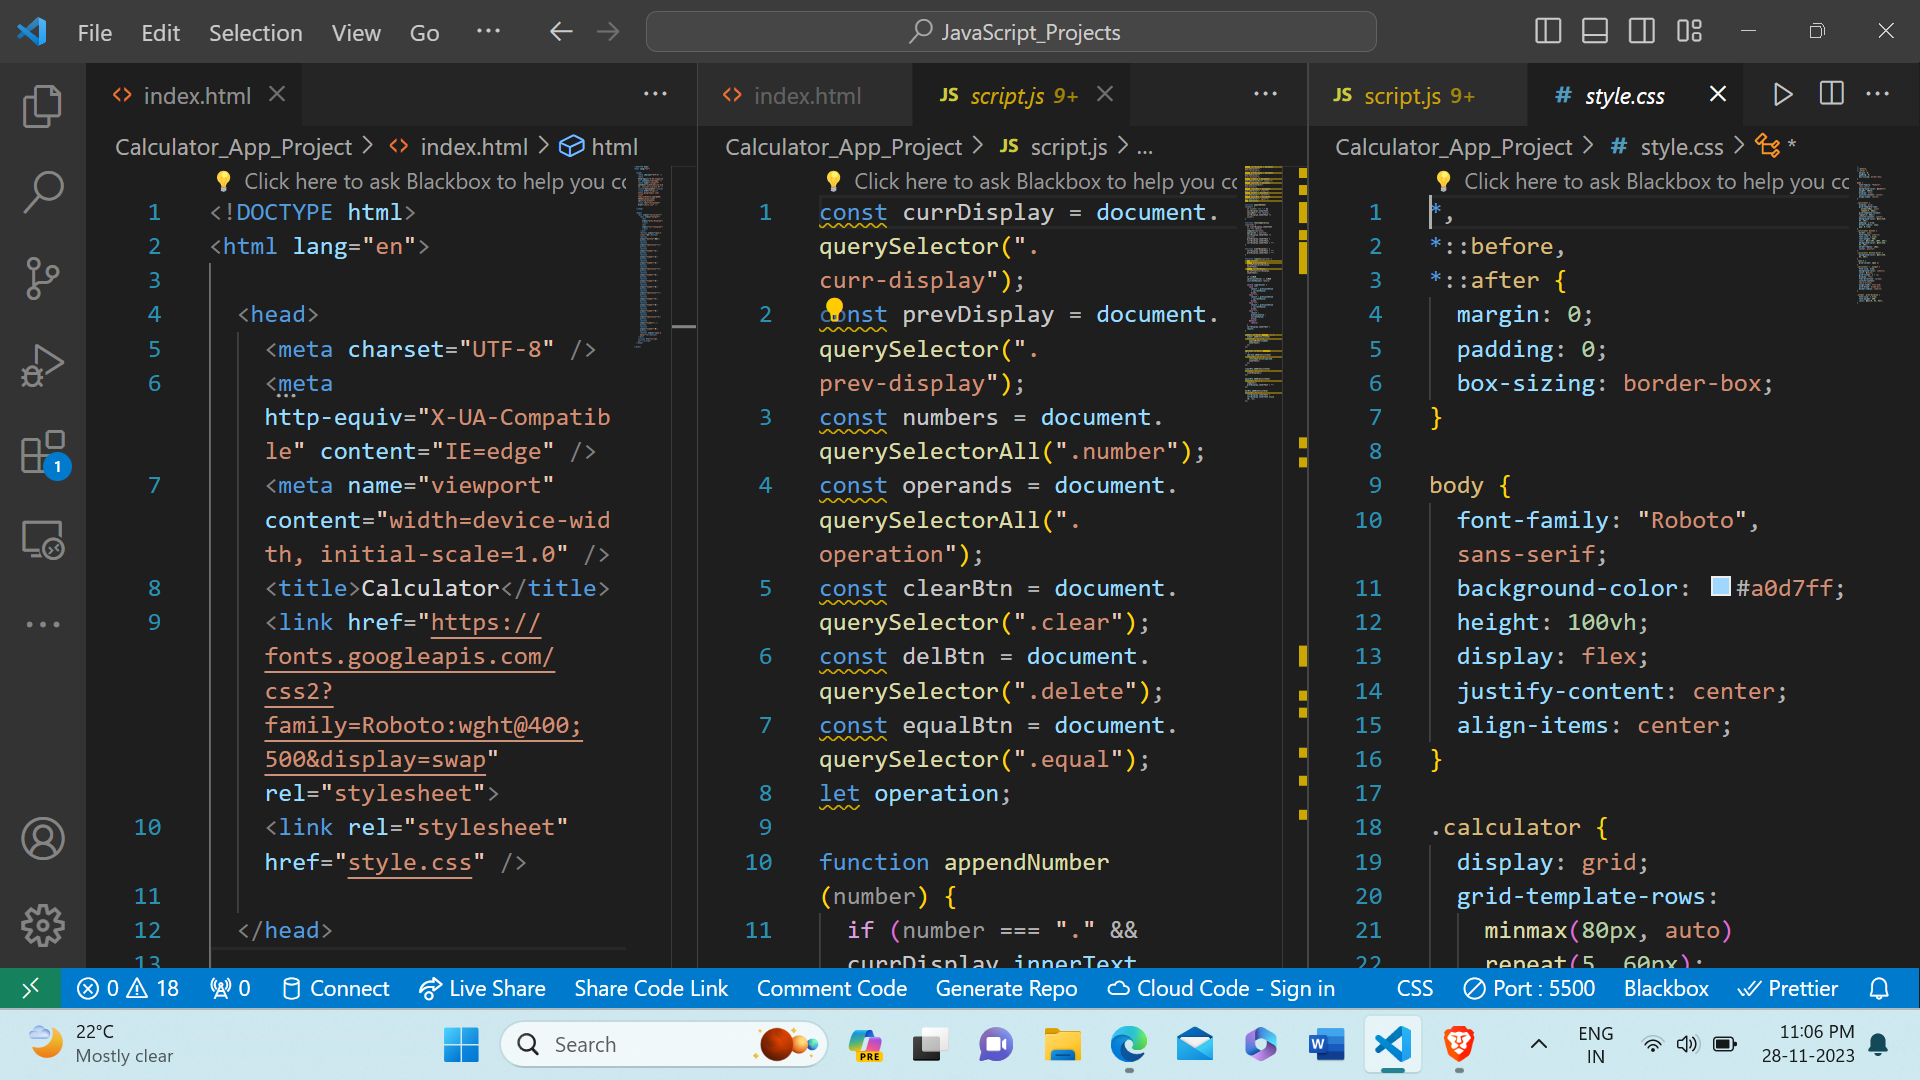 File Edit Selection View Go ··· JavaScript_Projects
index.html
Calculator_App_Project > index.html > html
Click here to ask Blackbox to help you co
1 <!DOCTYPE html>
2 <html lang="en">
3
4 <head>
5 <meta charset="UTF-8" />
6 <meta
http-equiv="X-UA-Compatib
le" content="IE=edge" />
7 <meta name="viewport"
content="width=device-wid
th, initial-scale=1.0" />
8 <title>Calculator</title>
9 <link href="https://
fonts.googleapis.com/
css2?
family=Roboto:wght@400;
500&display=swap"
rel="stylesheet">
10 <link rel="stylesheet"
href="style.css" />
11
12 </head>
13
index.html JS script.js 9+
Calculator_App_Project > JS script.js > ...
Click here to ask Blackbox to help you co
1 const currDisplay = document.
querySelector(".
curr-display");
2 const prevDisplay = document.
querySelector(".
prev-display");
3 const numbers = document.
querySelectorAll(".number");
4 const operands = document.
querySelectorAll(".
operation");
5 const clearBtn = document.
querySelector(".clear");
6 const delBtn = document.
querySelector(".delete");
7 const equalBtn = document.
querySelector(".equal");
8 let operation;
9
10 function appendNumber
(number) {
11 if (number === "." &&
currDisplay.innerText
JS script.js 9+ # style.css
Calculator_App_Project > # style.css > *
Click here to ask Blackbox to help you co
1 *,
2 *::before,
3 *::after {
4 margin: 0;
5 padding: 0;
6 box-sizing: border-box;
7 }
8
9 body {
10 font-family: "Roboto",
sans-serif;
11 background-color: #a0d7ff;
12 height: 100vh;
13 display: flex;
14 justify-content: center;
15 align-items: center;
16 }
17
18 .calculator {
19 display: grid;
20 grid-template-rows:
21 minmax(80px, auto)
22 repeat(5, 60px);
1
0 18 0 Connect Live Share Share Code Link Comment Code Generate Repo Cloud Code - Sign in CSS Port : 5500 Blackbox Prettier
22°C
Mostly clear
Search
PRE
W
ENG
IN
11:06 PM
28-11-2023